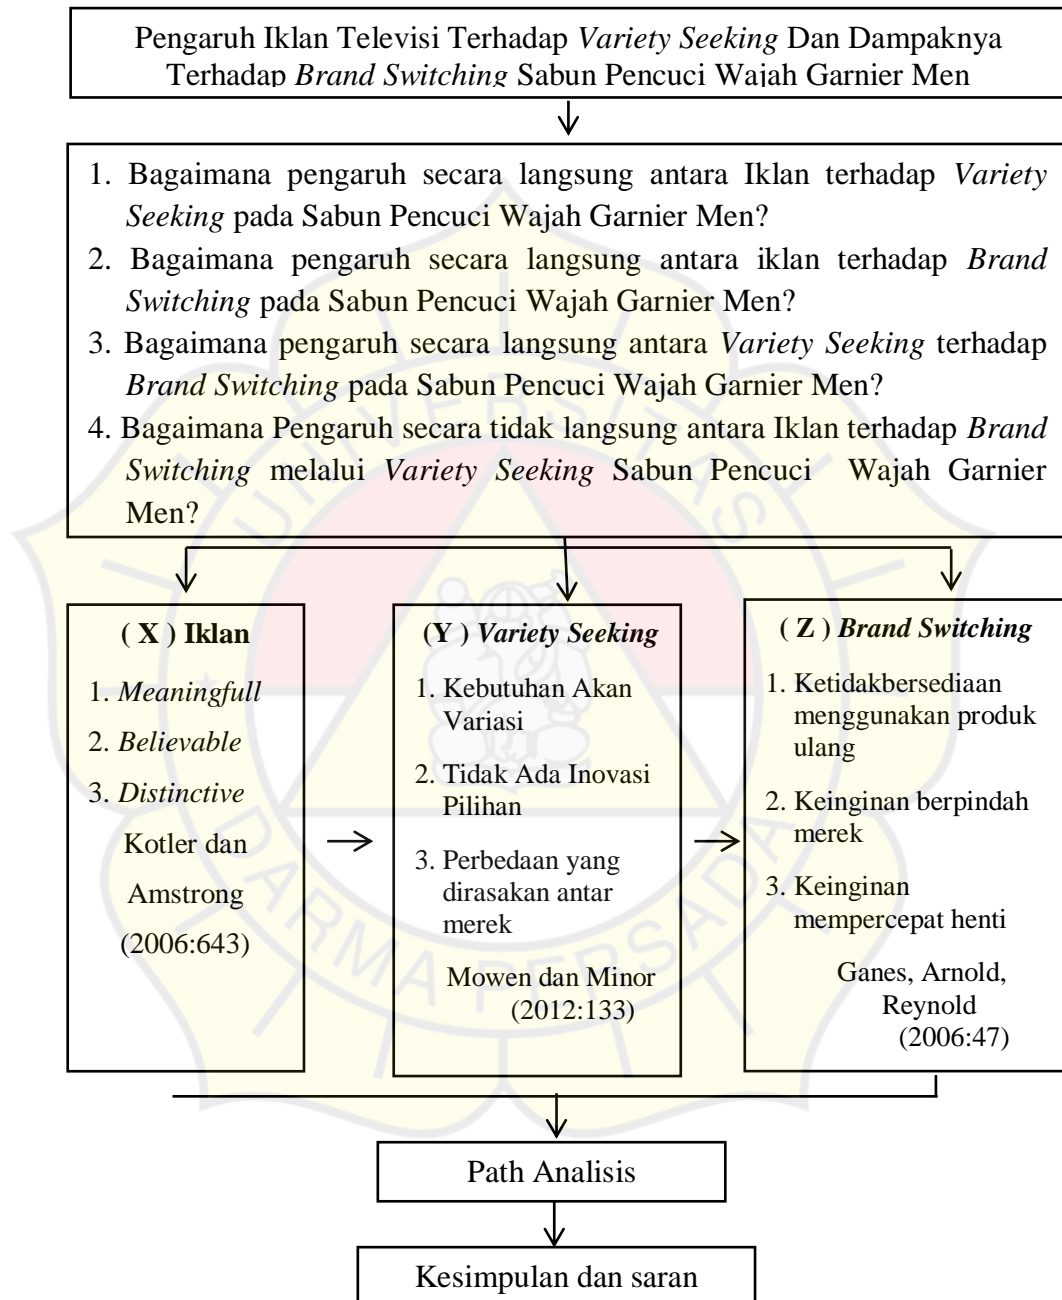 Pengaruh Iklan Televisi Terhadap Variety Seeking Dan Dampaknya
Terhadap Brand Switching Sabun Pencuci Wajah Garnier Men
1. Bagaimana pengaruh secara langsung antara Iklan terhadap Variety
Seeking pada Sabun Pencuci Wajah Garnier Men?
2. Bagaimana pengaruh secara langsung antara iklan terhadap Brand
Switching pada Sabun Pencuci Wajah Garnier Men?
3. Bagaimana pengaruh secara langsung antara Variety Seeking terhadap
Brand Switching pada Sabun Pencuci Wajah Garnier Men?
4. Bagaimana Pengaruh secara tidak langsung antara Iklan terhadap Brand
Switching melalui Variety Seeking Sabun Pencuci Wajah Garnier
Men?
( X ) Iklan
1. Meaningfull
2. Believable
3. Distinctive
Kotler dan
Amstrong
(2006:643)
(Y ) Variety Seeking
1. Kebutuhan Akan
Variasi
2. Tidak Ada Inovasi
Pilihan
3. Perbedaan yang
dirasakan antar
merek
Mowen dan Minor
(2012:133)
( Z ) Brand Switching
1. Ketidakbersediaan
menggunakan produk
ulang
2. Keinginan berpindah
merek
3. Keinginan
mempercepat henti
Ganes, Arnold,
Reynold
(2006:47)
Path Analisis
Kesimpulan dan saran
UNIVERSITAS
DARMA PERSADA